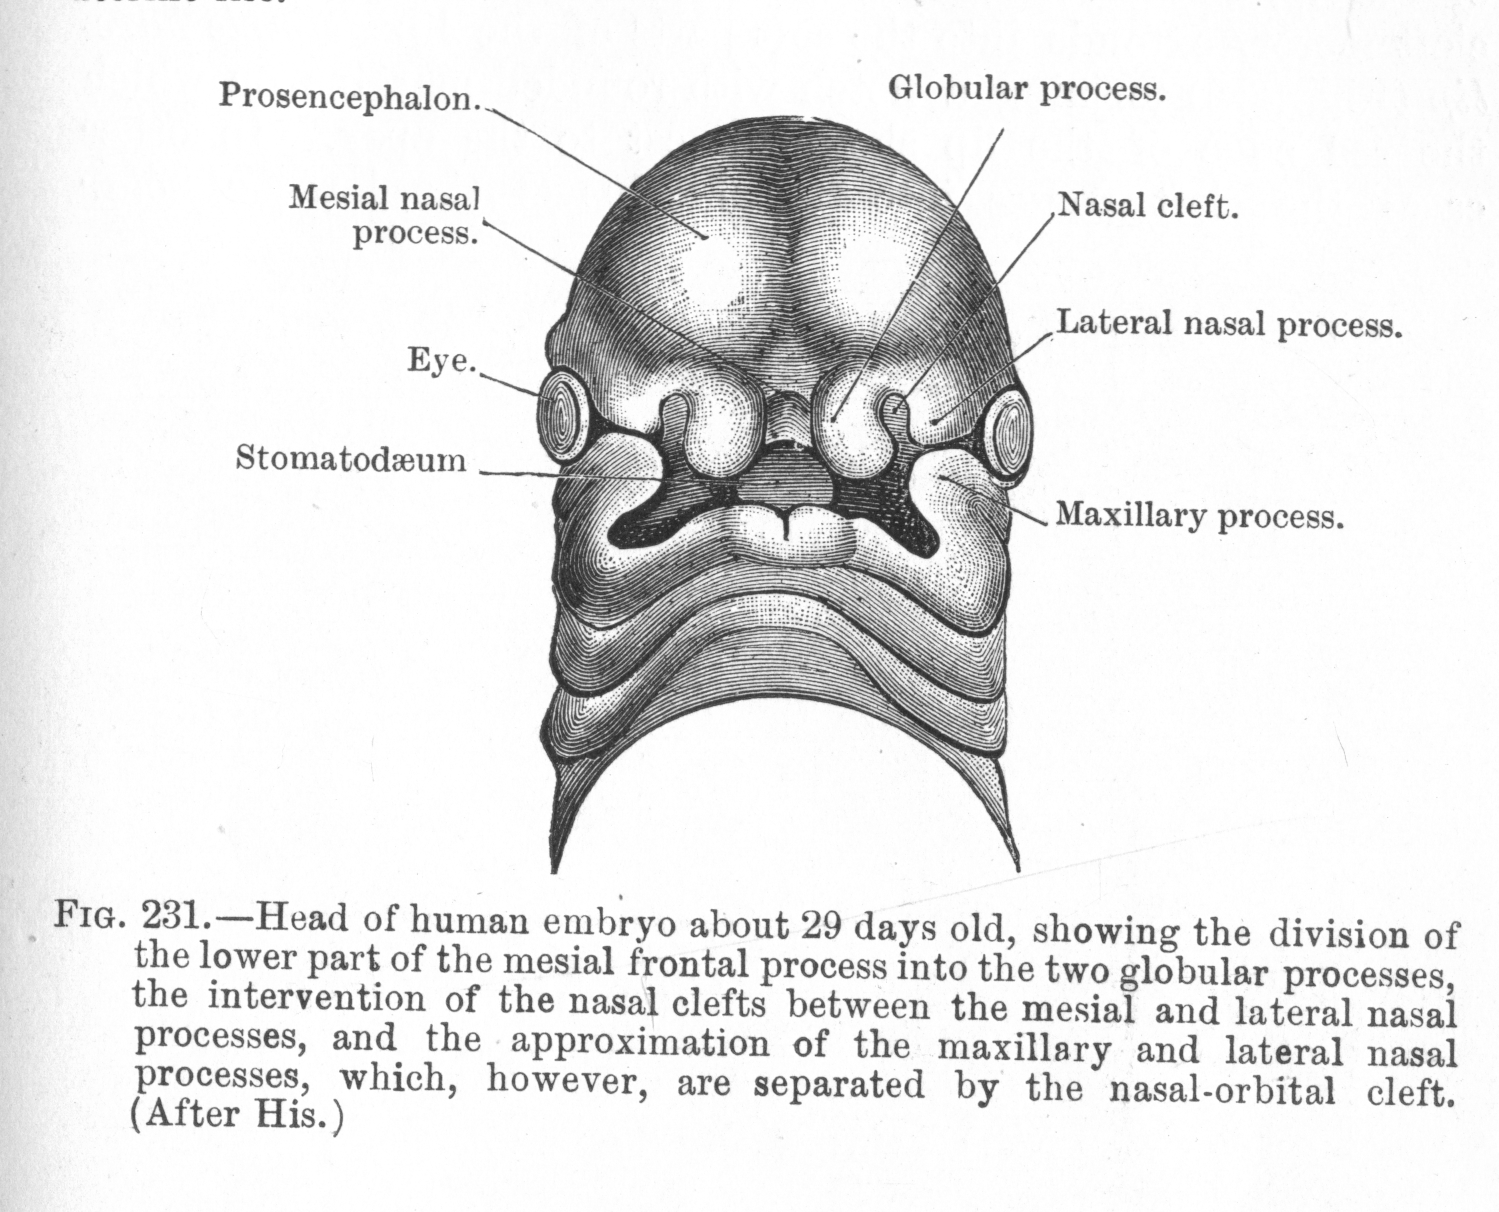 Prosencephalon.
Globular process.
Mesial nasal
process.
Nasal cleft.
Lateral nasal process.
Eye.
Stomatodæum
Maxillary process.
Fig. 231.—Head of human embryo about 29 days old, showing the division of
the lower part of the mesial frontal process into the two globular processes,
the intervention of the nasal clefts between the mesial and lateral nasal
processes, and the approximation of the maxillary and lateral nasal
processes, which, however, are separated by the nasal-orbital cleft.
(After His.)